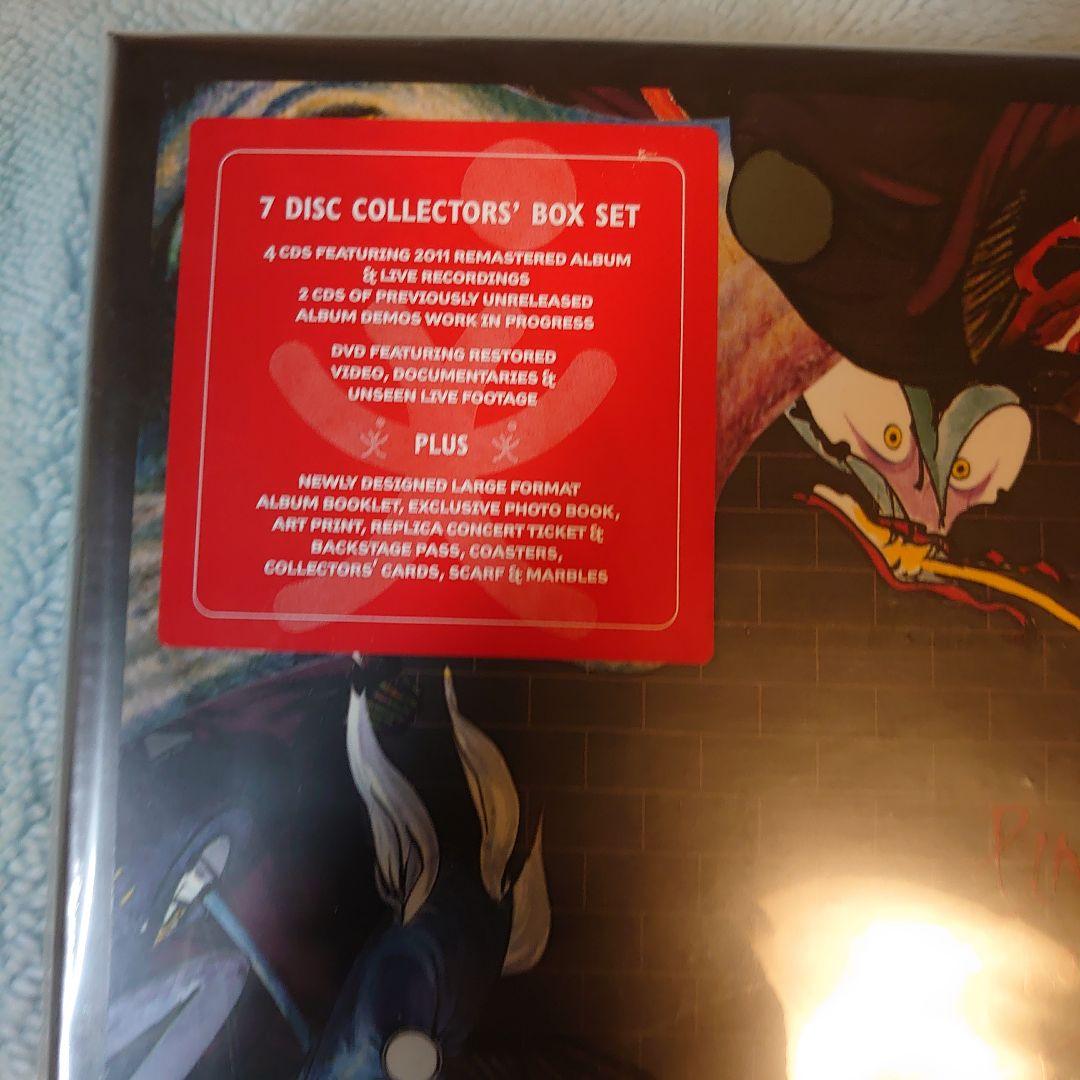 7 DISC COLLECTORS' BOX SET
4 CDS FEATURING 2011 REMASTERED ALBUM
& LIVE RECORDINGS
2 CDS OF PREVIOUSLY UNRELEASED
ALBUM DEMOS WORK IN PROGRESS
DVD FEATURING RESTORED
VIDEO, DOCUMENTARIES &
UNSEEN LIVE FOOTAGE
PLUS
NEWLY DESIGNED LARGE FORMAT
ALBUM BOOKLET, EXCLUSIVE PHOTO BOOK,
ART PRINT, REPLICA CONCERT TICKET &
BACKSTAGE PASS, COASTERS,
COLLECTORS' CARDS, SCARF & MARBLES